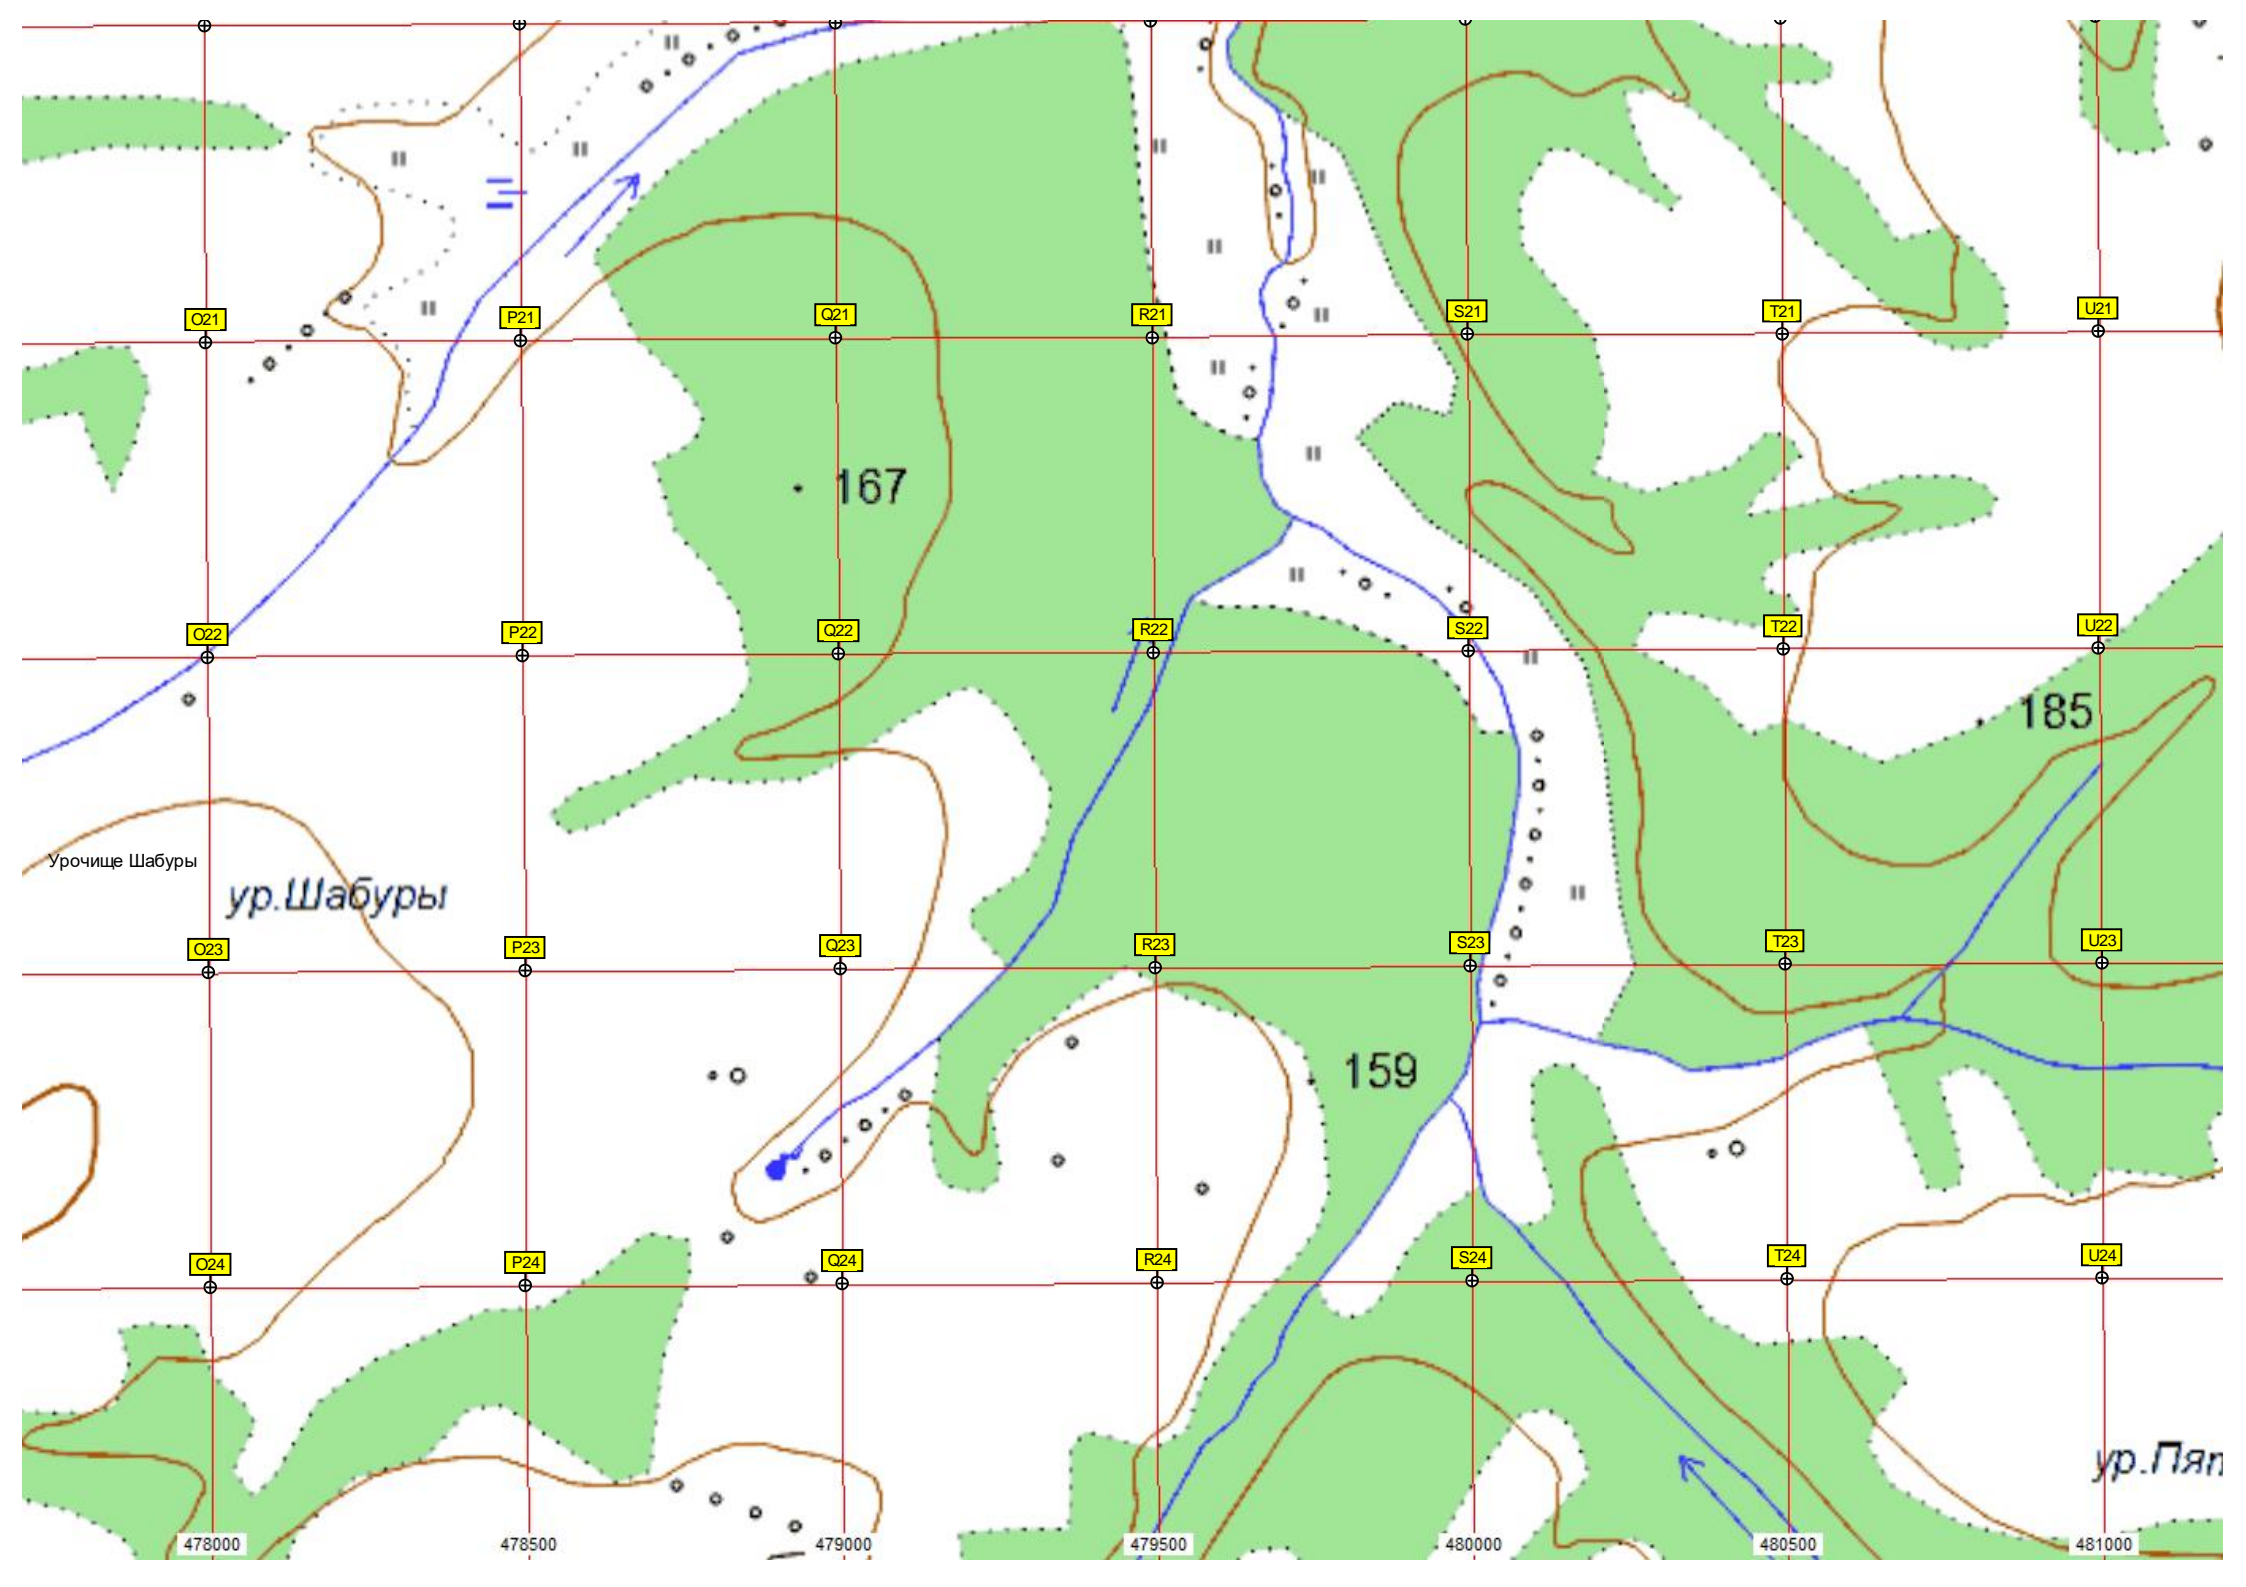 O21 P21 Q21 R21 S21 T21 U21
167
O22 P22 Q22 R22 S22 T22 U22
185
Урочище Шабуры
ур.Шабуры
O23 P23 Q23 R23 S23 T23 U23
159
O24 P24 Q24 R24 S24 T24 U24
ур.
478000 478500 479000 479500 480000 480500 481000